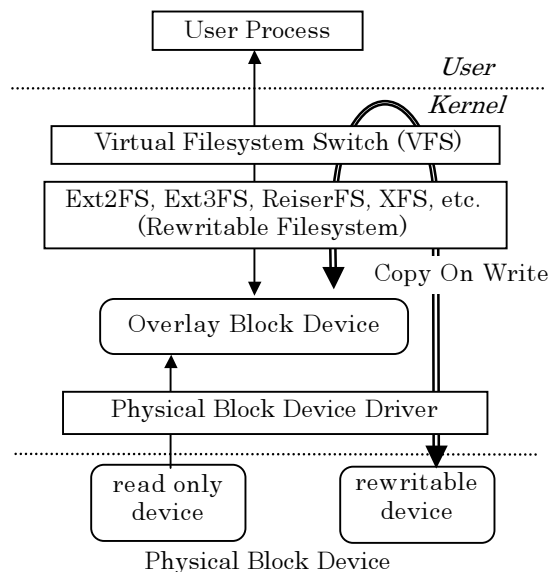 User Process
User
Kernel
Virtual Filesystem Switch (VFS)
Ext2FS, Ext3FS, ReiserFS, XFS, etc.
(Rewritable Filesystem)
Copy On Write
Overlay Block Device
Physical Block Device Driver
read only
device
rewritable
device
Physical Block Device